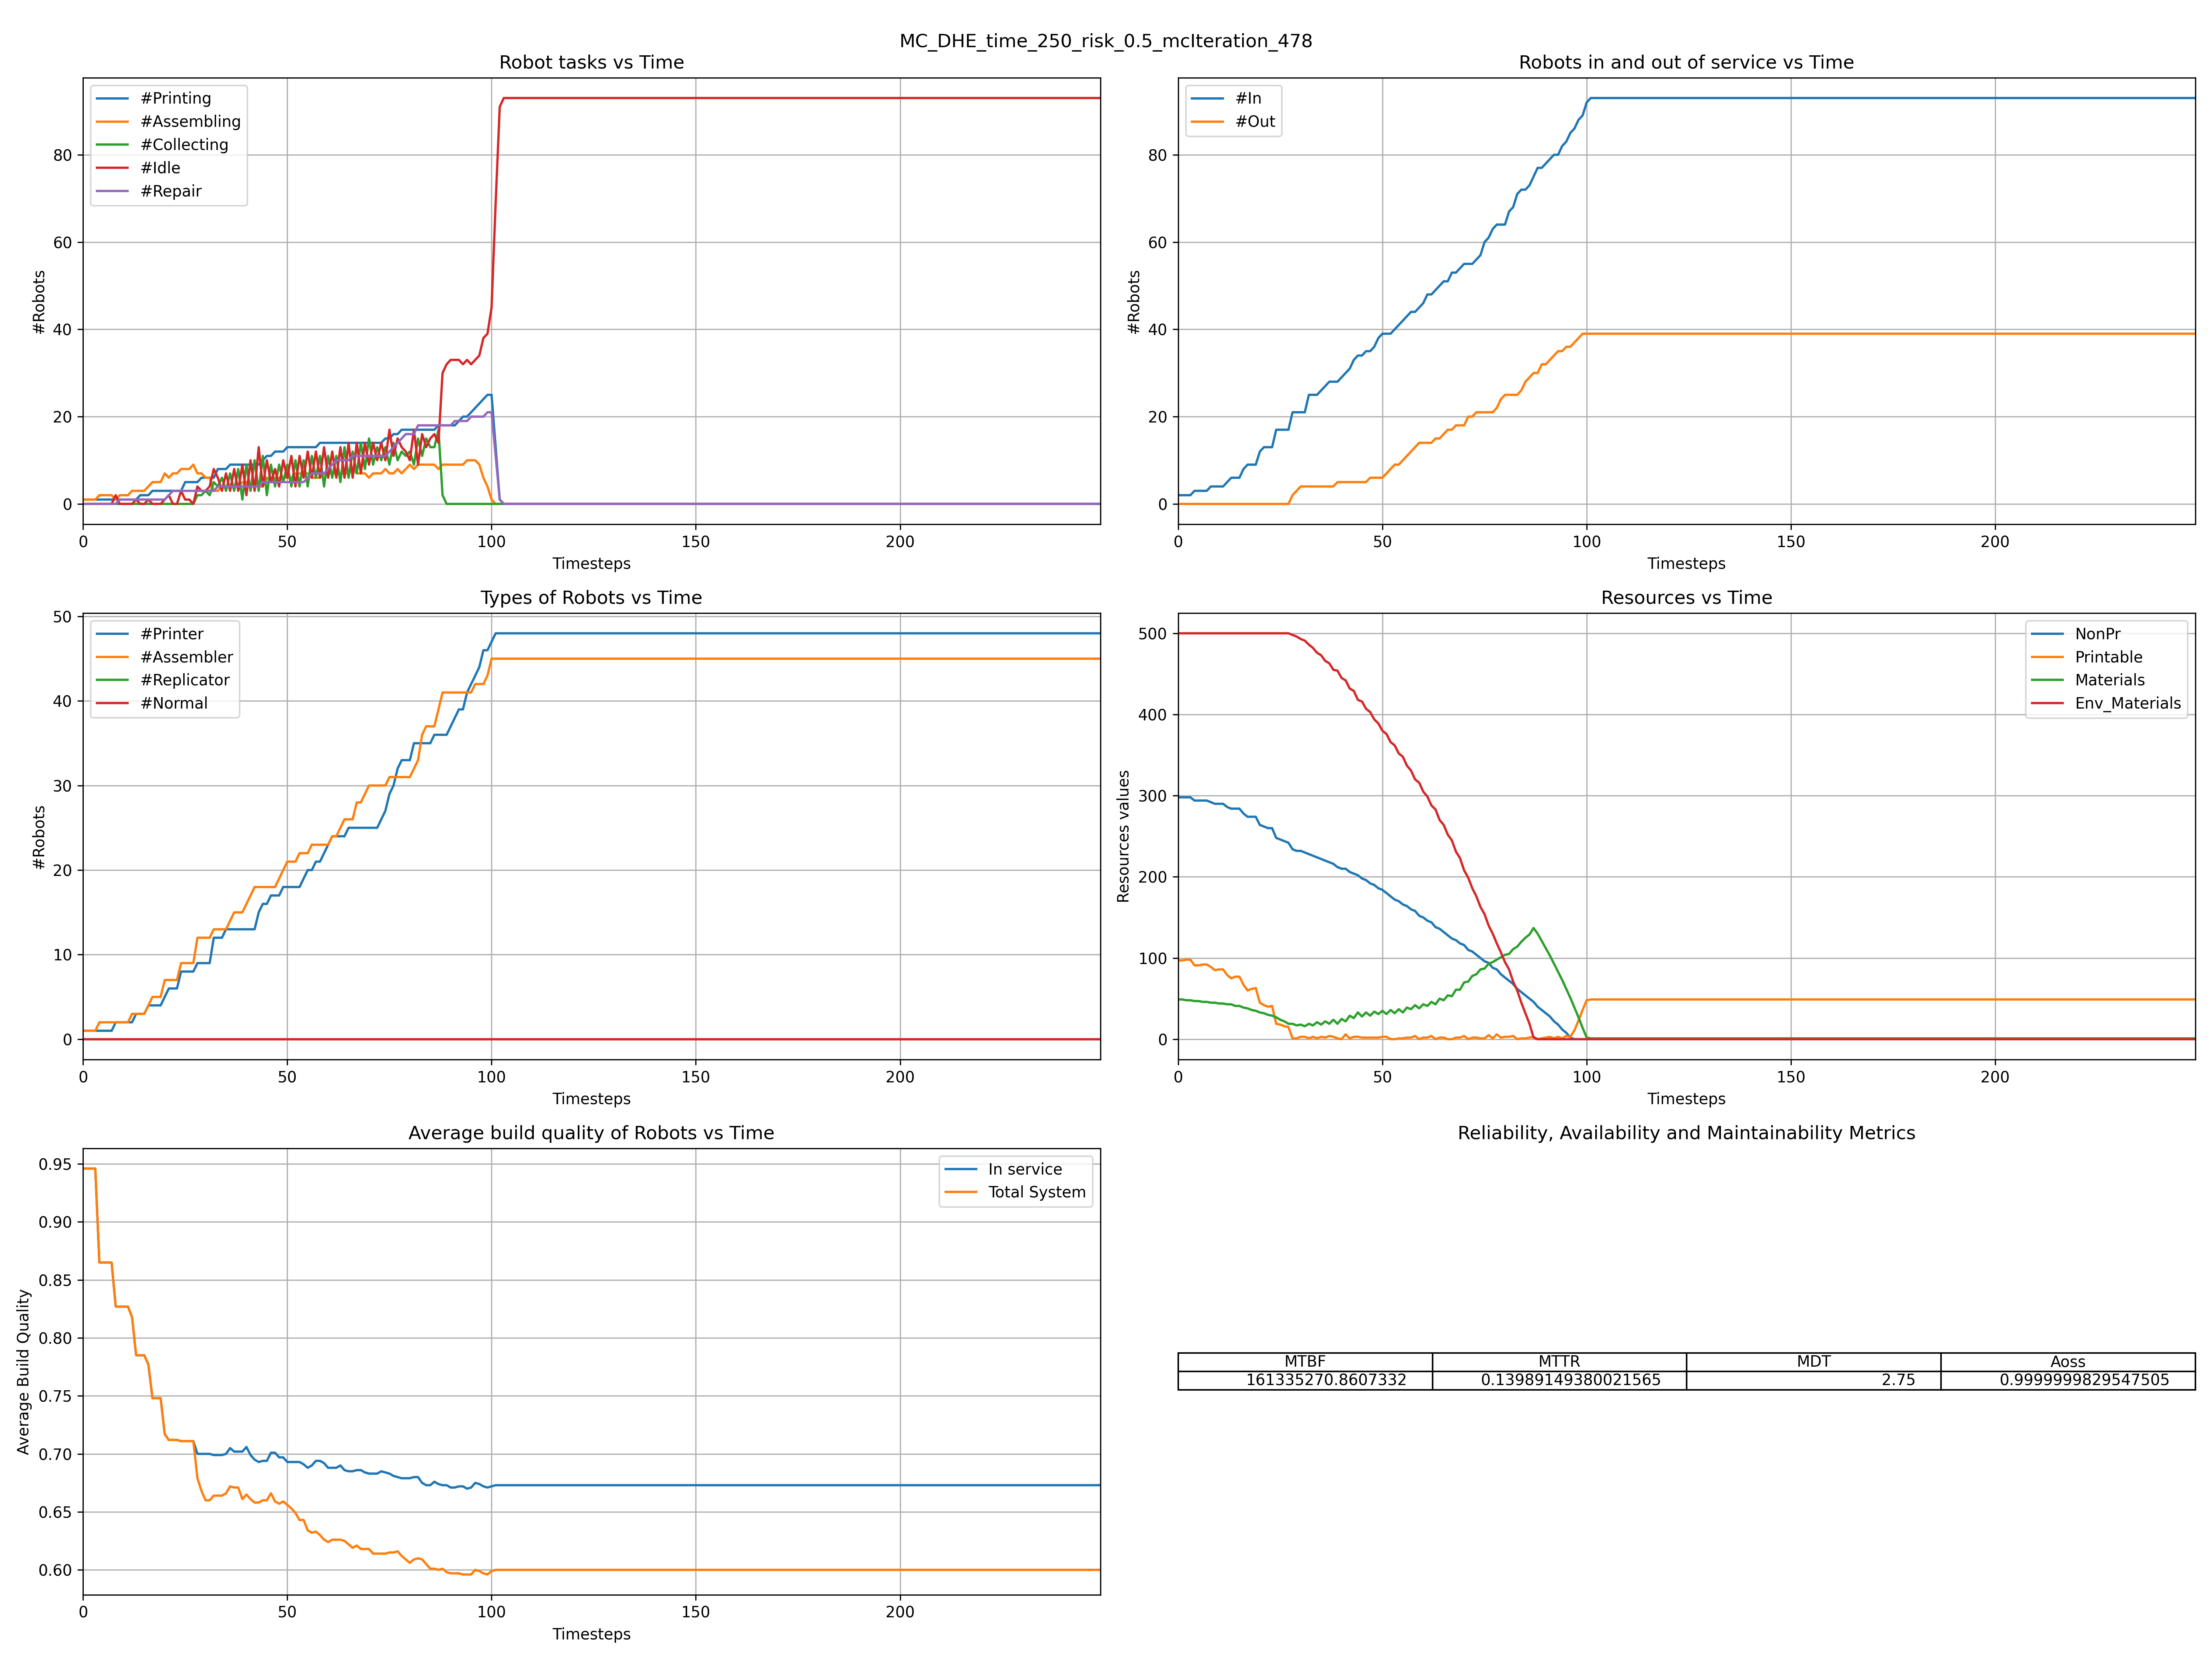 MC_DHE_time_250_risk_0.5_mcIteration_478
Robot tasks vs Time
#Printing
#Assembling
#Collecting
#Idle
#Repair
#Robots
80
60
40
20
0
0 50 100 150 200
Timesteps
Robots in and out of service vs Time
#In
#Out
#Robots
80
60
40
20
0
0 50 100 150 200
Timesteps
Types of Robots vs Time
#Printer
#Assembler
#Replicator
#Normal
#Robots
50
40
30
20
10
0
0 50 100 150 200
Timesteps
Resources vs Time
NonPr
Printable
Materials
Env_Materials
Resources values
500
400
300
200
100
0
0 50 100 150 200
Timesteps
Average build quality of Robots vs Time
In service
Total System
Average Build Quality
0.95
0.90
0.85
0.80
0.75
0.70
0.65
0.60
0 50 100 150 200
Timesteps
Reliability, Availability and Maintainability Metrics
MTBF MTTR MDT Aoss
161335270.8607332 0.13989149380021565 2.75 0.9999999829547505